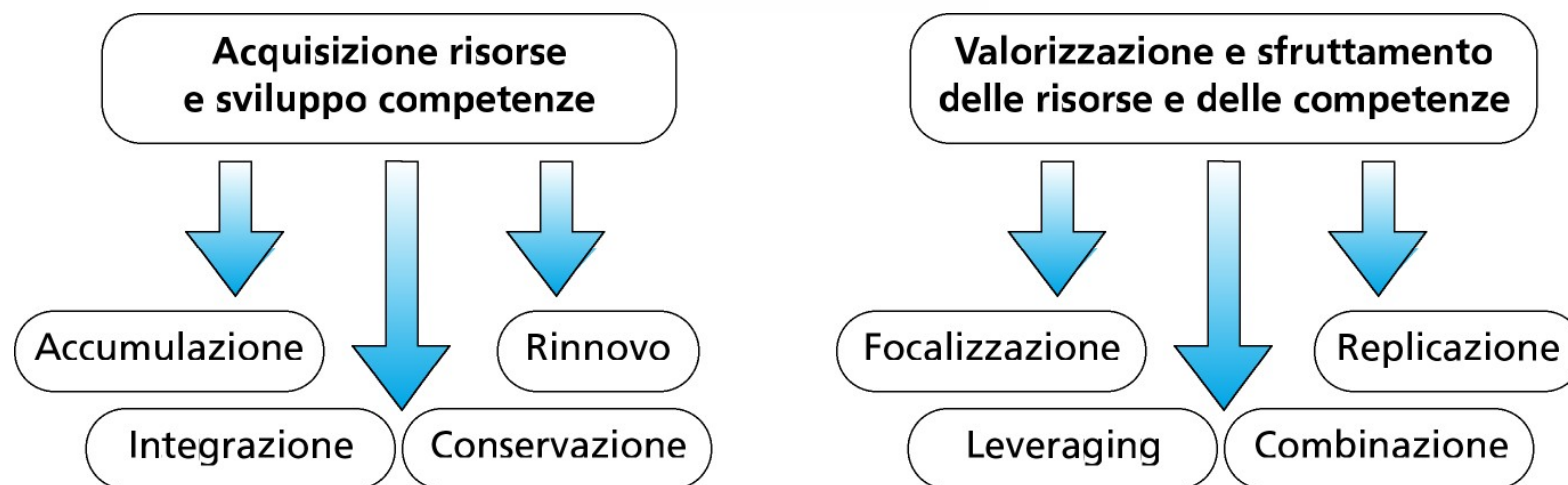 Acquisizione risorse
e sviluppo competenze
Accumulazione
Rinnovo
Integrazione
Conservazione
Valorizzazione e sfruttamento
delle risorse e delle competenze
Focalizzazione
Replicazione
Leveraging
Combinazione